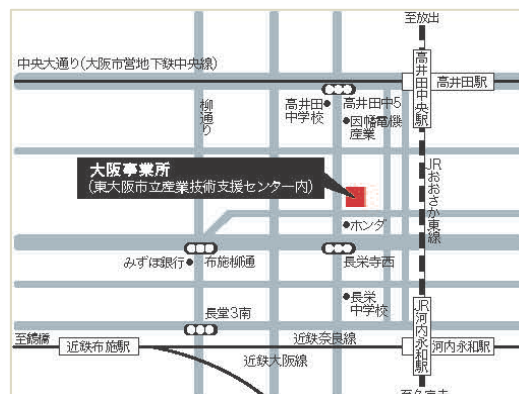 至放出
中央大通り(大阪市営地下鉄中央線)
高井田中央駅
高井田駅
柳通り
高井田
中学校
高井田中5
因幡電機
産業
大阪事業所
(東大阪市立産業技術支援センター内)
JRおおさか東線
ホンダ
みずほ銀行
布施柳通
長栄寺西
長栄
中学校
長堂3南
JR河内永和駅
至鶴橋
近鉄布施駅
近鉄奈良線
河内永和駅
近鉄大阪線